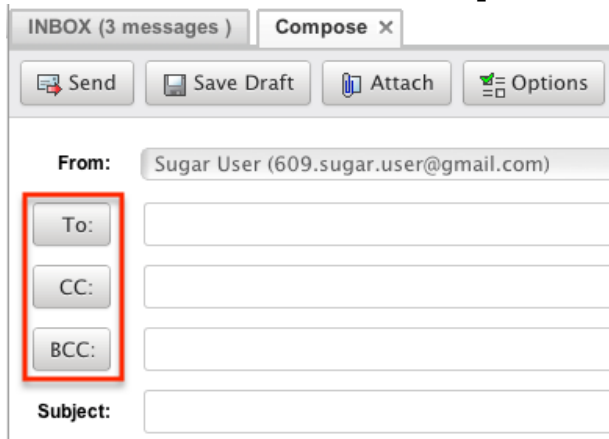 INBOX (3 messages ) Compose ×
Send Save Draft Attach Options
From: Sugar User (609.sugar.user@gmail.com)
To:
CC:
BCC:
Subject: